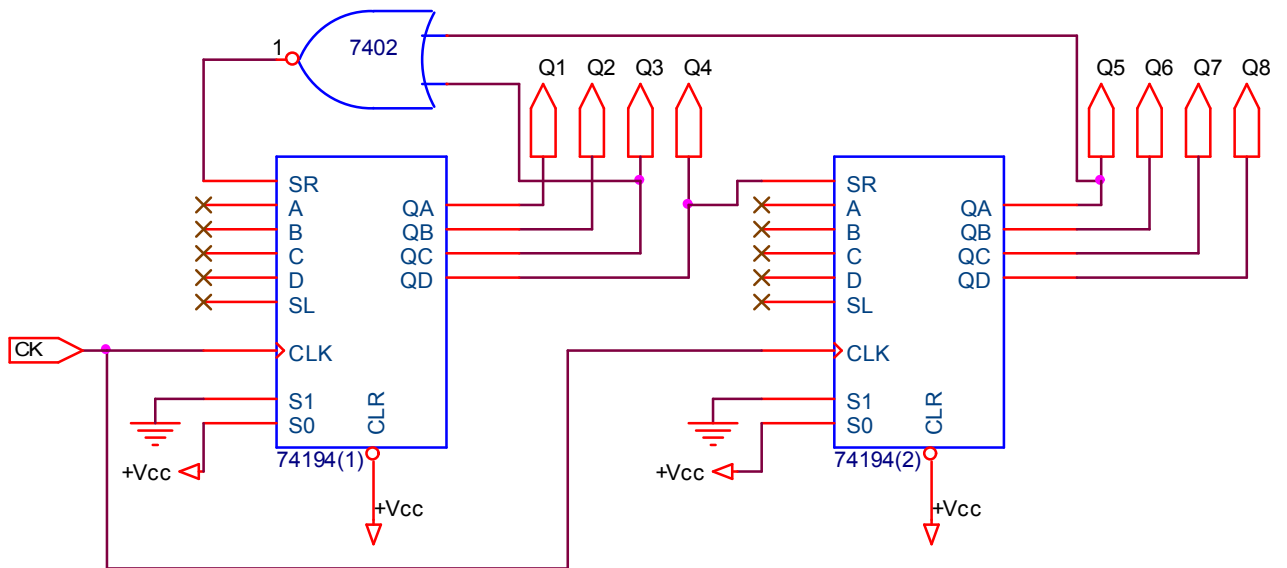 1
7402
Q1 Q2 Q3 Q4
Q5 Q6 Q7 Q8
SR
A
B
C
D
SL
CLK
S1
S0
CLR
QA
QB
QC
QD
74194(1)
+Vcc
+Vcc
CK
SR
A
B
C
D
SL
CLK
S1
S0
CLR
QA
QB
QC
QD
74194(2)
+Vcc
+Vcc